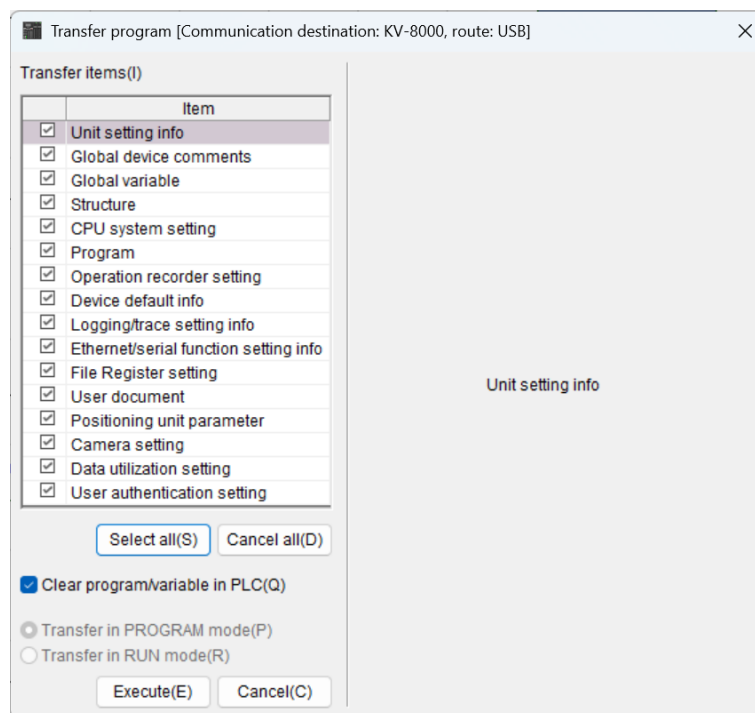 Transfer program [Communication destination: KV-8000, route: USB]
Transfer items(I)
Item
Unit setting info
Global device comments
Global variable
Structure
CPU system setting
Program
Operation recorder setting
Device default info
Logging/trace setting info
Ethernet/serial function setting info
File Register setting
User document
Positioning unit parameter
Camera setting
Data utilization setting
User authentication setting
Select all(S) Cancel all(D)
Clear program/variable in PLC(Q)
Transfer in PROGRAM mode(P)
Transfer in RUN mode(R)
Execute(E) Cancel(C)
Unit setting info